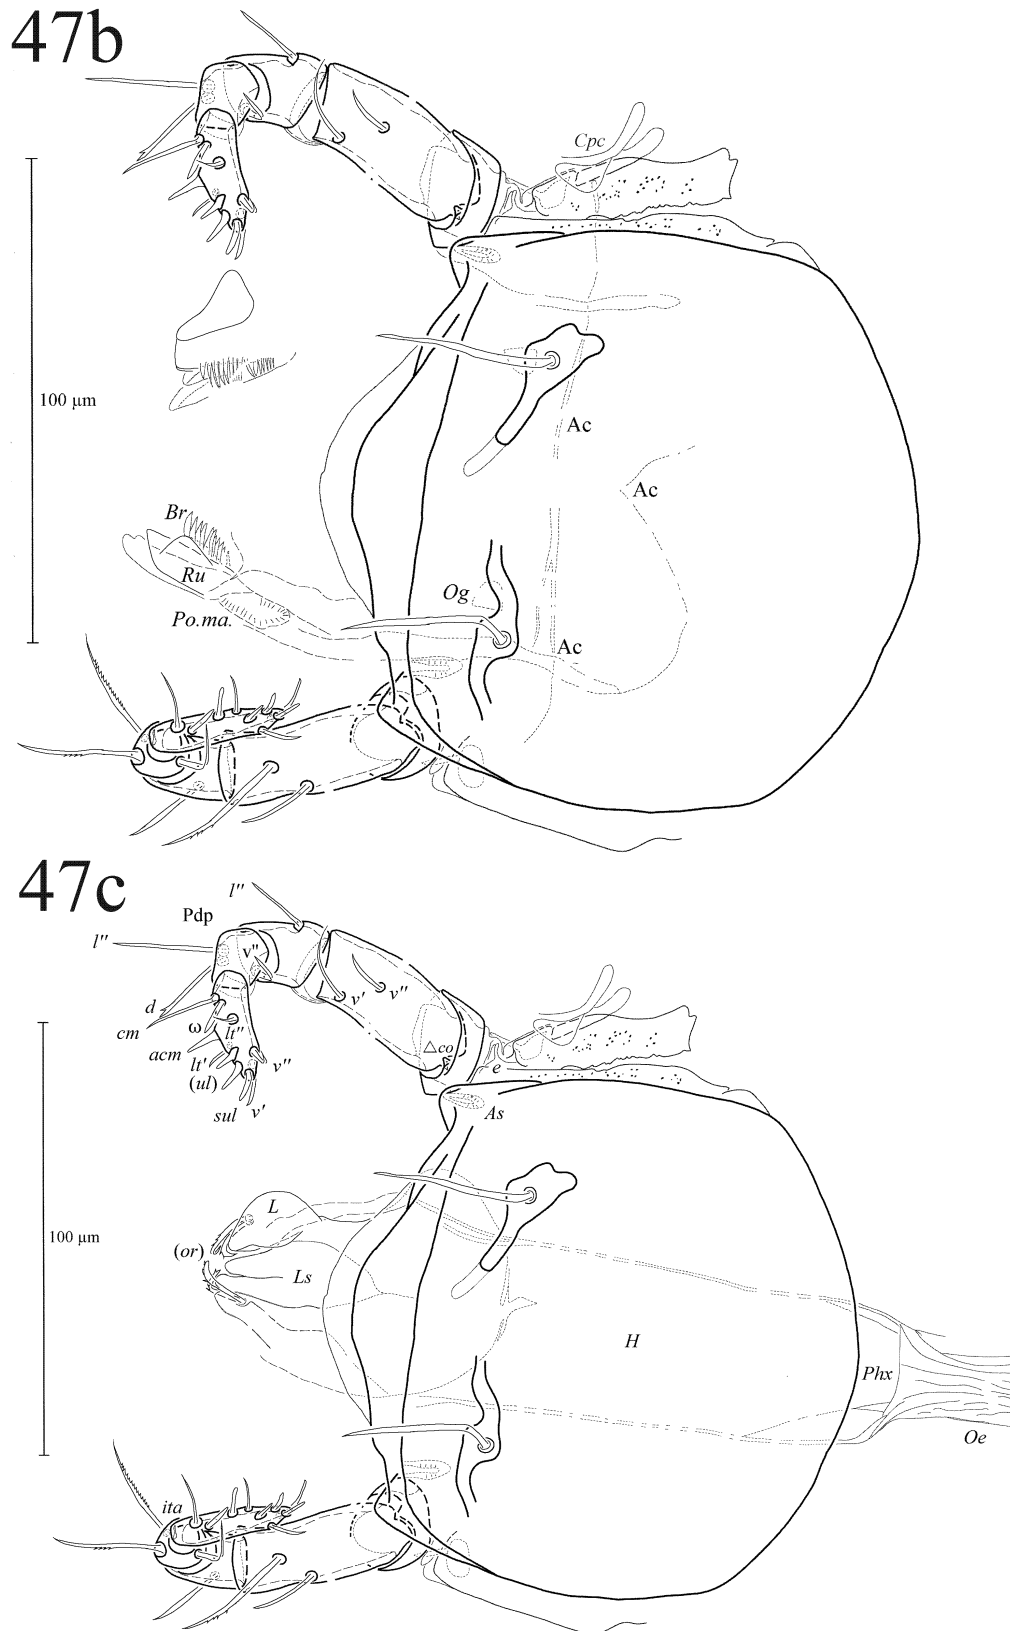 47b
Cpc
100 µm
Ac
Ac
Br
Ru
Og
Po.ma.
Ac
47c
l"
Pdp
l"
v"
v' v"
d
cm
ω lt"
acm
△co
lt' v"
e
(ul)
sul v'
As
L
(or)
100 µm
Ls
H
Phx
Oe
ita